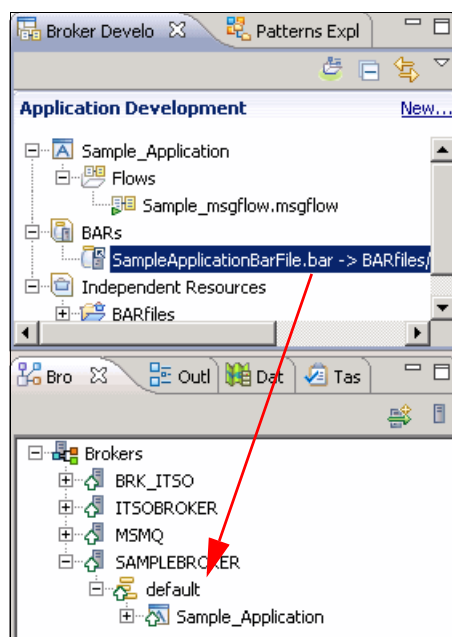 Broker Develo Patterns Expl
Application Development New...
Sample_Application
Flows
Sample_msgflow.msgflow
BARs
SampleApplicationBarFile.bar -> BARfiles/
Independent Resources
BARfiles
Bro Outl Dat Tas
Brokers
BRK_ITSO
ITSOBROKER
MSMQ
SAMPLEBROKER
default
Sample_Application